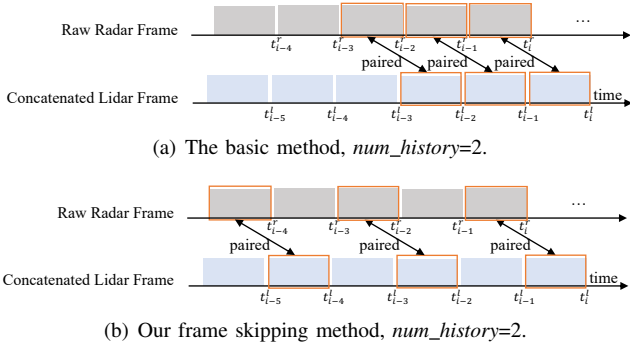 Raw Radar Frame
...
t^r_{i-4} t^r_{i-3} t^r_{i-2} t^r_{i-1} t^r_i
paired paired paired
Concatenated Lidar Frame
time
t^l_{i-5} t^l_{i-4} t^l_{i-3} t^l_{i-2} t^l_{i-1} t^l_i
(a) The basic method, num_history=2.
Raw Radar Frame
...
t^r_{i-4} t^r_{i-3} t^r_{i-2} t^r_{i-1} t^r_i
paired paired paired
Concatenated Lidar Frame
time
t^l_{i-5} t^l_{i-4} t^l_{i-3} t^l_{i-2} t^l_{i-1} t^l_i
(b) Our frame skipping method, num_history=2.